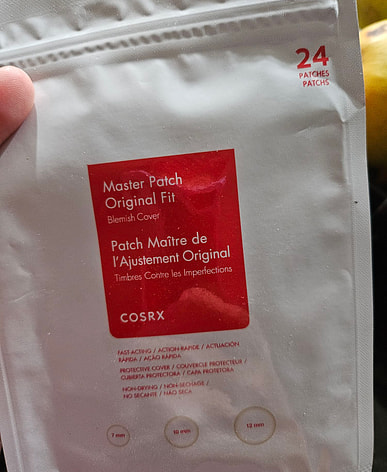 24
PATCHES
PATCHS
Master Patch
Original Fit
Blemish Cover
Patch Maître de
l'Ajustement Original
Timbres Contre les Imperfections
COSRX
FAST-ACTING / ACTION-RAPIDE / ACTUACIÓN
RÁPIDA / AÇÃO RÁPIDA
PROTECTIVE COVER / COUVERCLE PROTECTEUR /
CUBIERTA PROTECTORA / CAPA PROTETORA
NON-DRYING / NON-SÉCHAGE /
NO SECANTE / NÃO SECA
7 mm
10 mm
12 mm